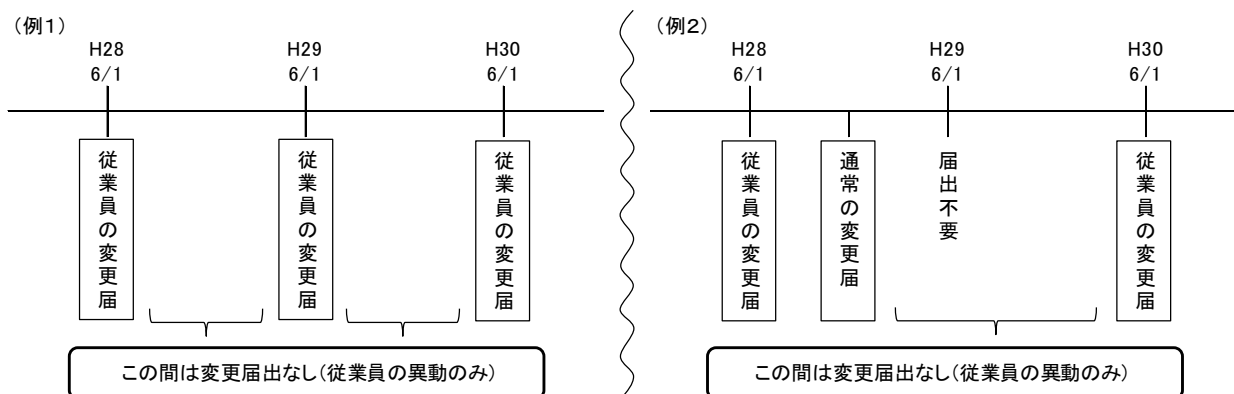 （例１）
H28
6/1
H29
6/1
H30
6/1
従業員の変更届
従業員の変更届
従業員の変更届
この間は変更届出なし（従業員の異動のみ）
（例２）
H28
6/1
H29
6/1
H30
6/1
従業員の変更届
通常の変更届
届出不要
従業員の変更届
この間は変更届出なし（従業員の異動のみ）